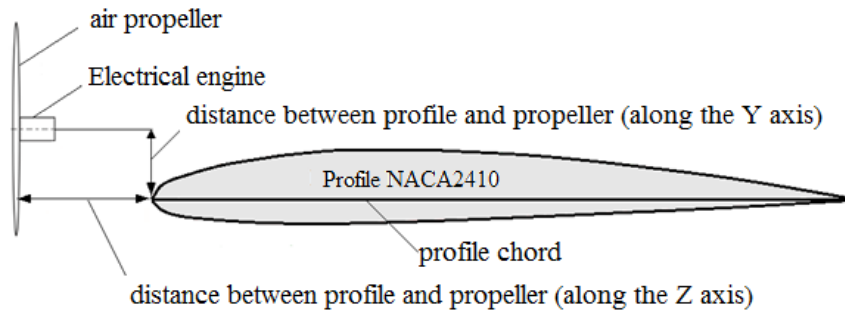 air propeller
Electrical engine
distance between profile and propeller (along the Y axis)
Profile NACA2410
profile chord
distance between profile and propeller (along the Z axis)